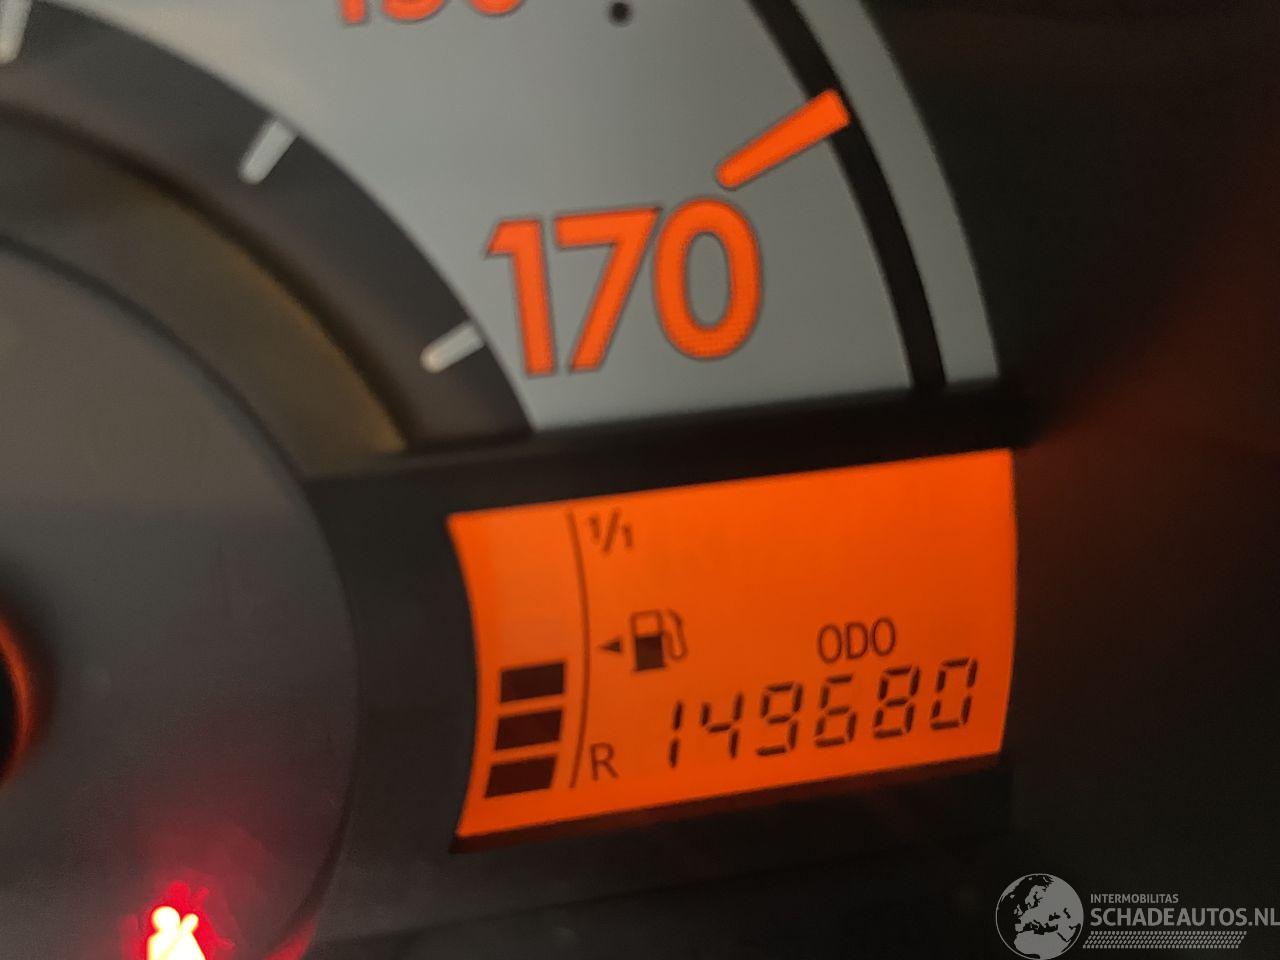 170
1/1
ODO
R 149680
INTERMOBILITAS
SCHADEAUTOS.NL